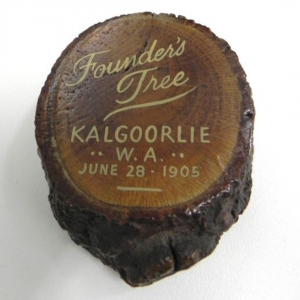 Founder's
Tree
KALGOORLIE
.. W.A. ..
JUNE 28 · 1905